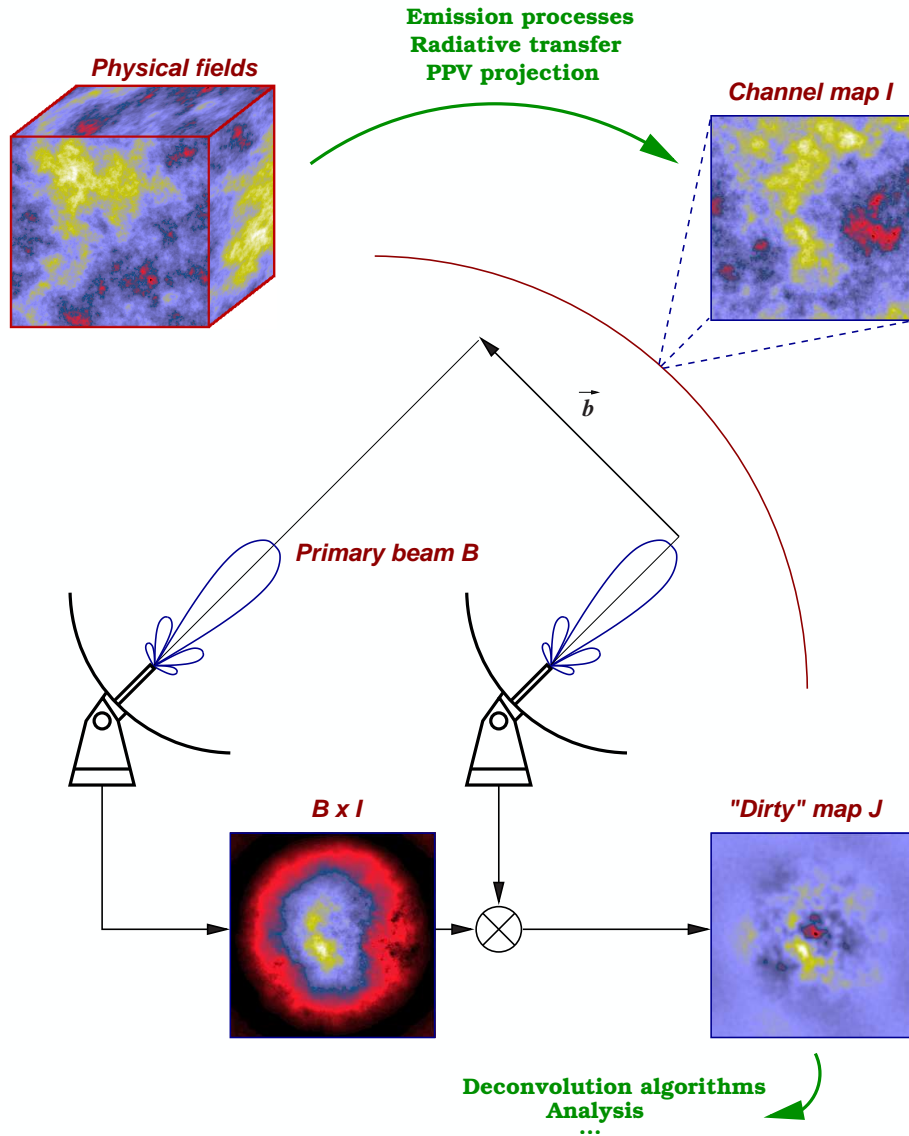 Emission processes
Radiative transfer
PPV projection
Physical fields
Channel map I
b
Primary beam B
B x I
"Dirty" map J
Deconvolution algorithms
Analysis
...